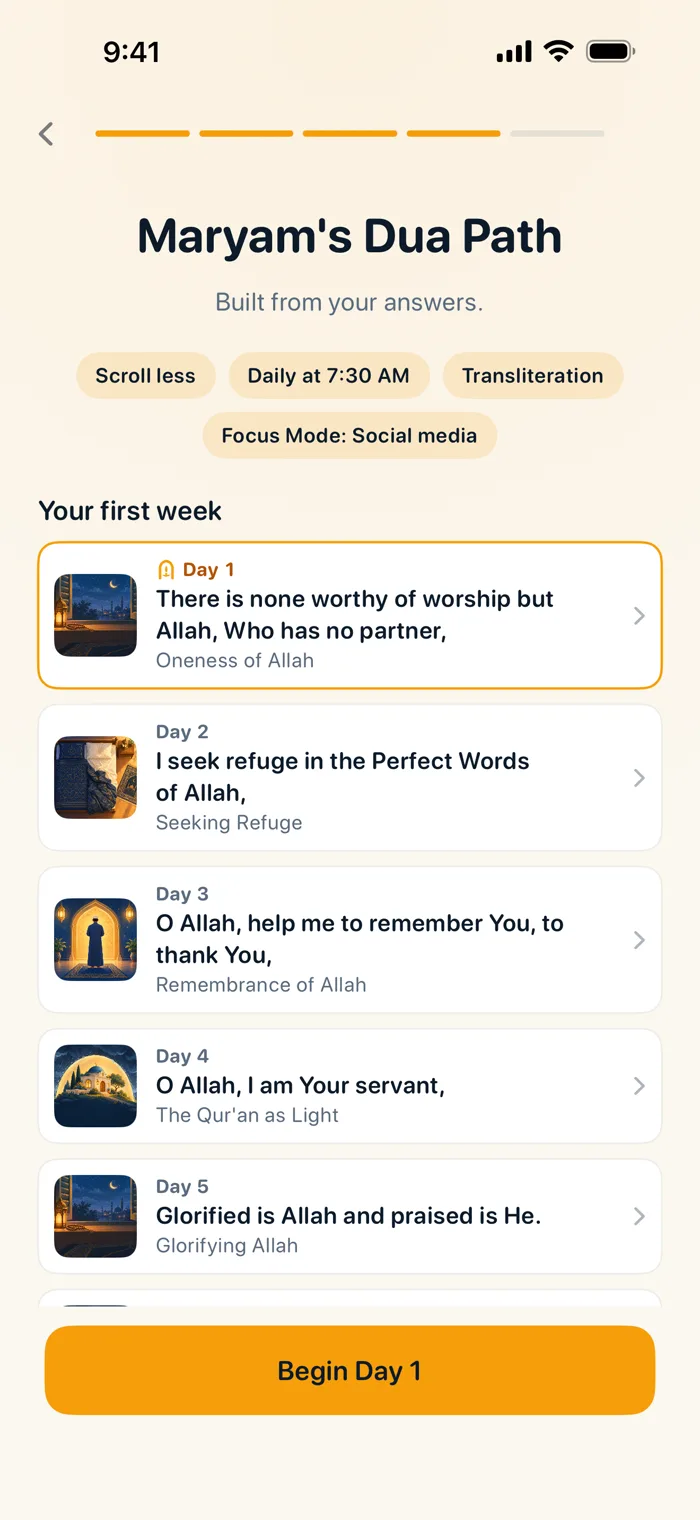 9:41
Maryam's Dua Path
Built from your answers.
Scroll less
Daily at 7:30 AM
Transliteration
Focus Mode: Social media
Your first week
Day 1
There is none worthy of worship but
Allah, Who has no partner,
Oneness of Allah
Day 2
I seek refuge in the Perfect Words
of Allah,
Seeking Refuge
Day 3
O Allah, help me to remember You, to
thank You,
Remembrance of Allah
Day 4
O Allah, I am Your servant,
The Qur'an as Light
Day 5
Glorified is Allah and praised is He.
Glorifying Allah
Begin Day 1